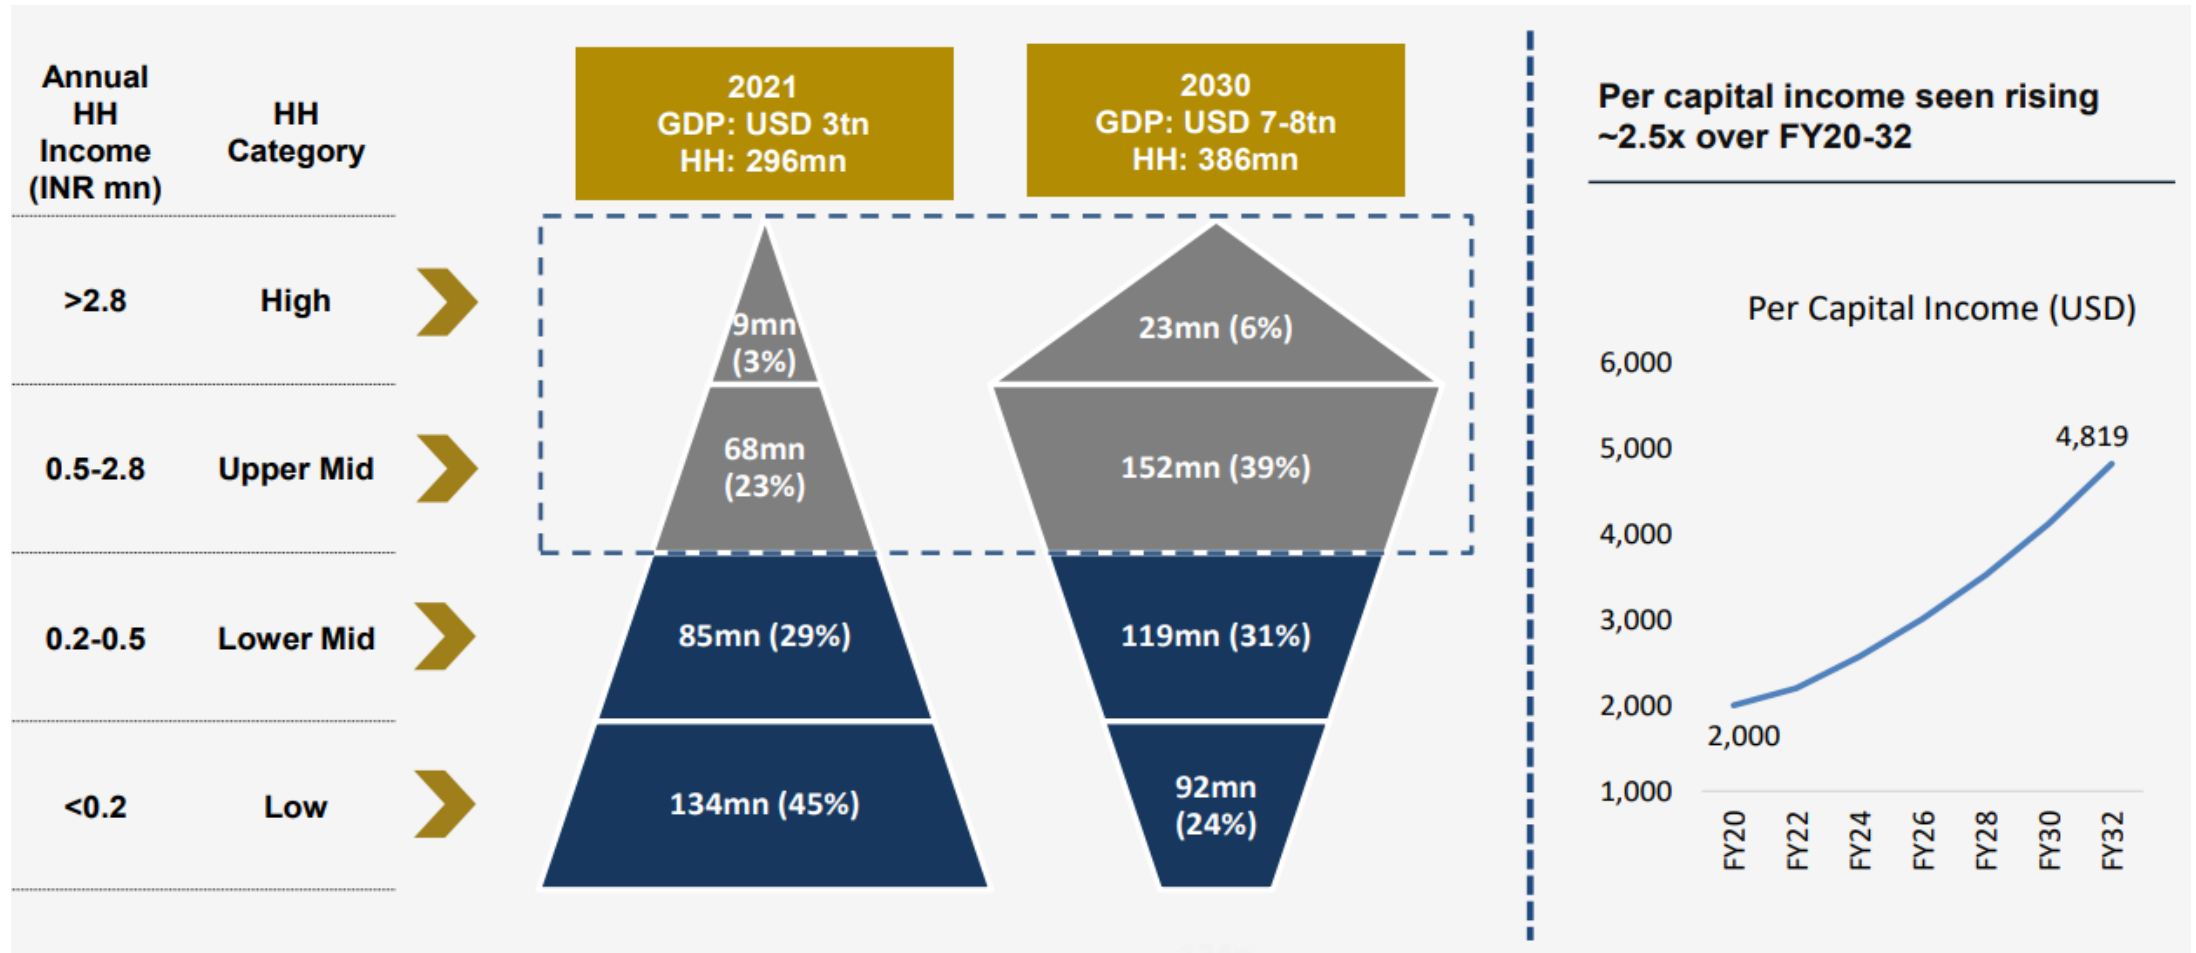 Annual
HH
Income
(INR mn)
HH
Category
2021
GDP: USD 3tn
HH: 296mn
2030
GDP: USD 7-8tn
HH: 386mn
>2.8
High
9mn
(3%)
23mn (6%)
0.5-2.8
Upper Mid
68mn
(23%)
152mn (39%)
0.2-0.5
Lower Mid
85mn (29%)
119mn (31%)
<0.2
Low
134mn (45%)
92mn
(24%)
Per capital income seen rising
~2.5x over FY20-32
Per Capital Income (USD)
6,000
5,000
4,000
3,000
2,000
1,000
4,819
2,000
FY20
FY22
FY24
FY26
FY28
FY30
FY32